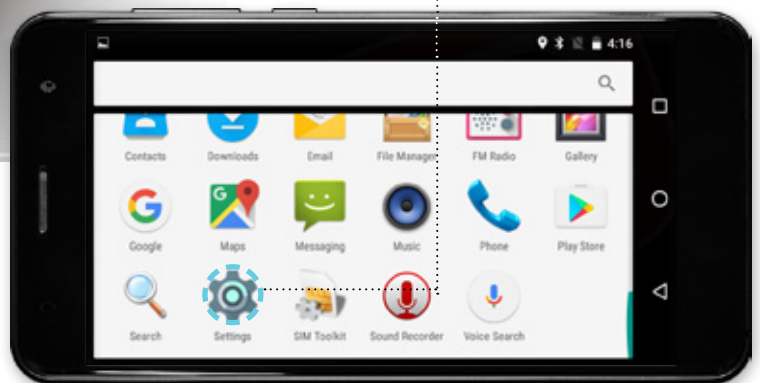 4:16
Contacts Downloads Email File Manager FM Radio Gallery
G
Google Maps Messaging Music Phone Play Store
Search Settings SIM Toolkit Sound Recorder Voice Search